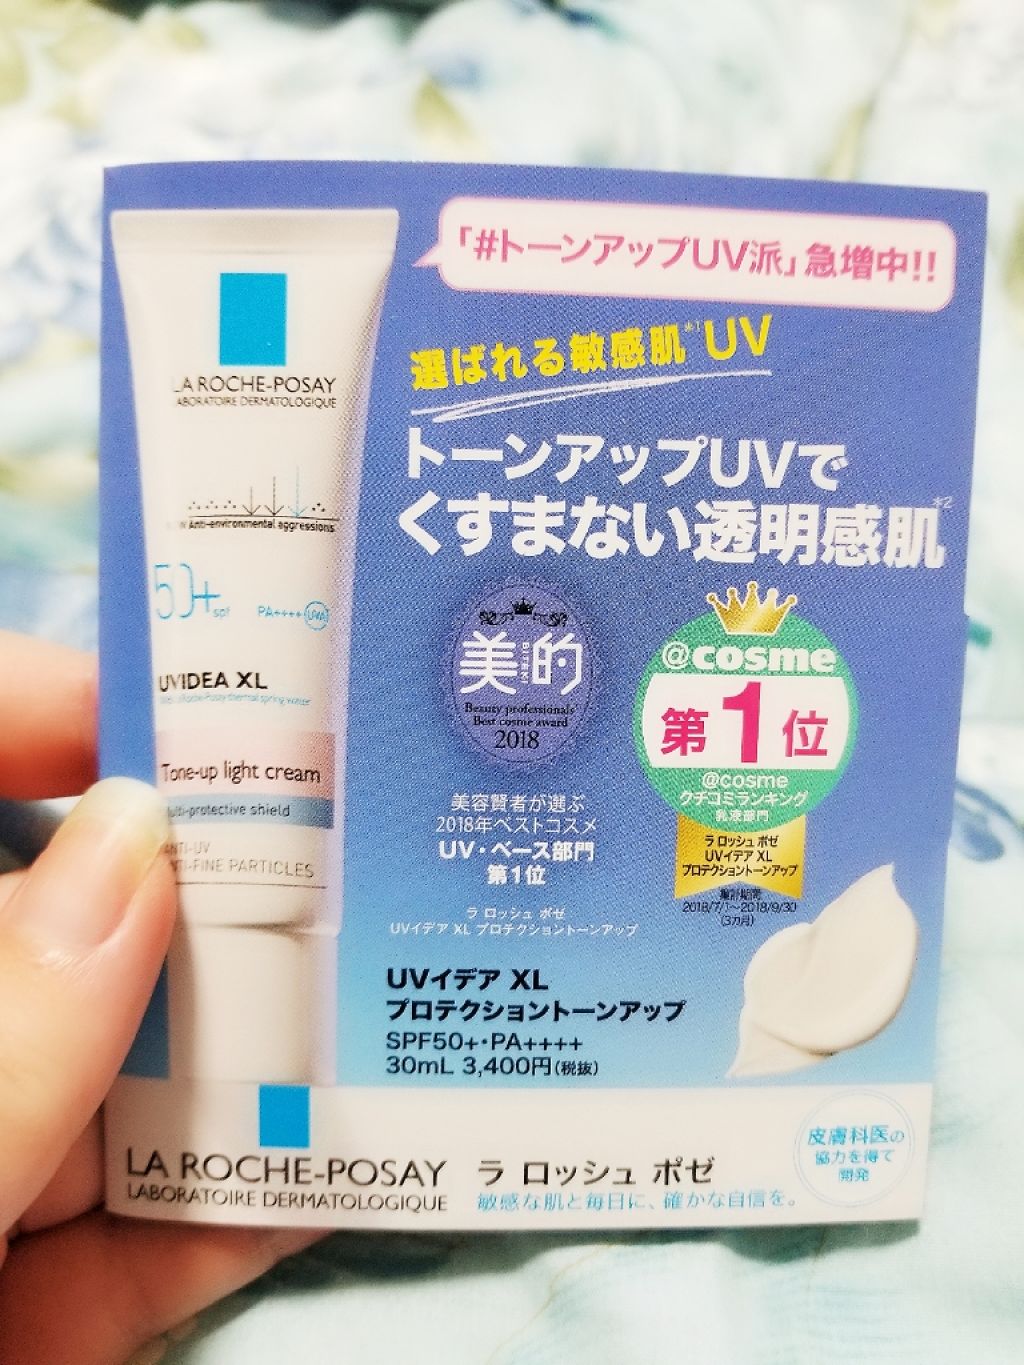 「#トーンアップUV派」急増中!!
選ばれる敏感肌*1UV
トーンアップUVで
くすまない透明感肌*2
LA ROCHE-POSAY
LABORATOIRE DERMATOLOGIQUE
Anti-environmental aggressions
50+ spf PA++++ UVA
UVIDEA XL
Tone-up light cream
Multi-protective shield
ANTI-UV
ANTI-FINE PARTICLES
美的
BITEKI
Beauty professionals'
Best cosme award
2018
美容賢者が選ぶ
2018年ベストコスメ
UV・ベース部門
第1位
ラ ロッシュ ポゼ
UVイデア XL プロテクショントーンアップ
@cosme
第1位
@cosme
クチコミランキング
乳液部門
ラ ロッシュ ポゼ
UVイデア XL
プロテクショントーンアップ
集計期間
2018/7/1〜2018/9/30
(3カ月)
UVイデア XL
プロテクショントーンアップ
SPF50+・PA++++
30mL 3,400円(税抜)
LA ROCHE-POSAY
LABORATOIRE DERMATOLOGIQUE
ラ ロッシュ ポゼ
敏感な肌と毎日に、確かな自信を。
皮膚科医の
協力を得て
開発